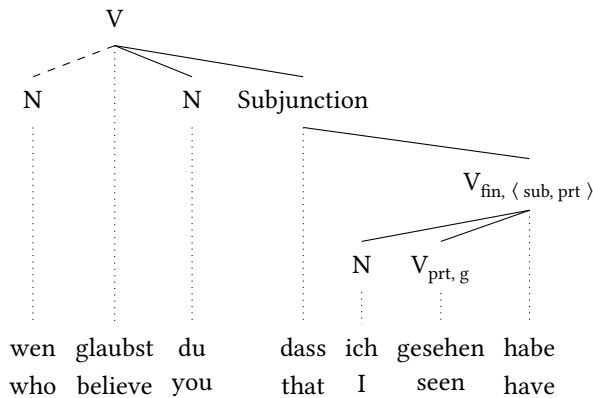 V
N N Subjunction
V_fin, ⟨ sub, prt ⟩
N V_prt, g
wen glaubst du dass ich gesehen habe
who believe you that I seen have